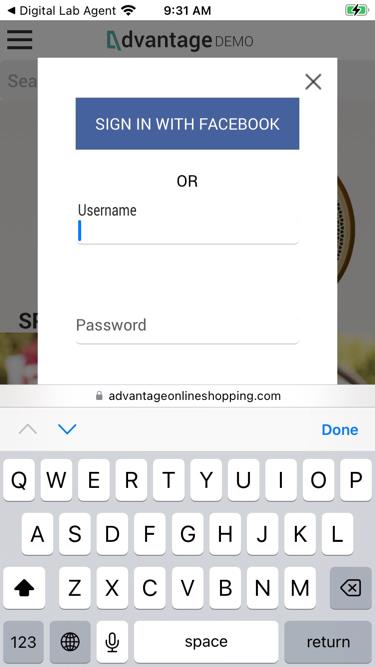 Digital Lab Agent
9:31 AM
dvantage DEMO
Sea
SIGN IN WITH FACEBOOK
OR
Username
Password
SP
advantageonlineshopping.com
Done
Q W E R T Y U I O P
A S D F G H J K L
Z X C V B N M
123 space return